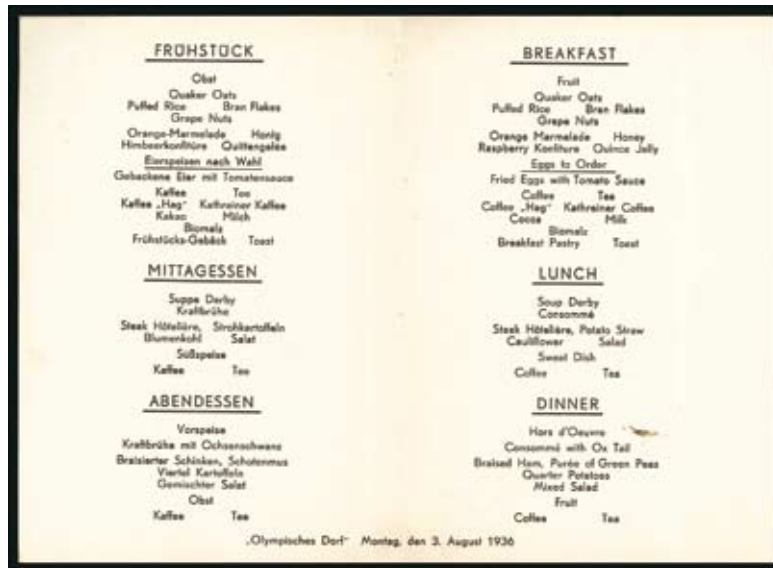 FRÜHSTÜCK
Obst
Quaker Oats
Puffed Rice Bran Flakes
Grape Nuts
Orange-Marmelade Honig
Himbeerkonfitüre Quittengelée
Eierspeisen nach Wahl
Gebackene Eier mit Tomatensauce
Kaffee Tee
Kaffee „Hag" Kathreiner Kaffee
Kakao Milch
Biomalz
Frühstücks-Gebäck Toast
MITTAGESSEN
Suppe Derby
Kraftbrühe
Steak Hôtelière, Strohkartoffeln
Blumenkohl Salat
Süßspeise
Kaffee Tee
ABENDESSEN
Vorspeise
Kraftbrühe mit Ochsenschwanz
Braisierter Schinken, Schotenmus
Viertel Kartoffeln
Gemischter Salat
Obst
Kaffee Tee
BREAKFAST
Fruit
Quaker Oats
Puffed Rice Bran Flakes
Grape Nuts
Orange Marmelade Honey
Raspberry Konfiture Quince Jelly
Eggs to Order
Fried Eggs with Tomato Sauce
Coffee Tea
Coffee „Hag" Kathreiner Coffee
Cocoa Milk
Biomalz
Breakfast Pastry Toast
LUNCH
Soup Derby
Consommé
Steak Hôtelière, Potato Straw
Cauliflower Salad
Sweet Dish
Coffee Tea
DINNER
Hors d'Oeuvre
Consommé with Ox Tail
Braised Ham, Purée of Green Peas
Quarter Potatoes
Mixed Salad
Fruit
Coffee Tea
„Olympisches Dorf" Montag, den 3. August 1936